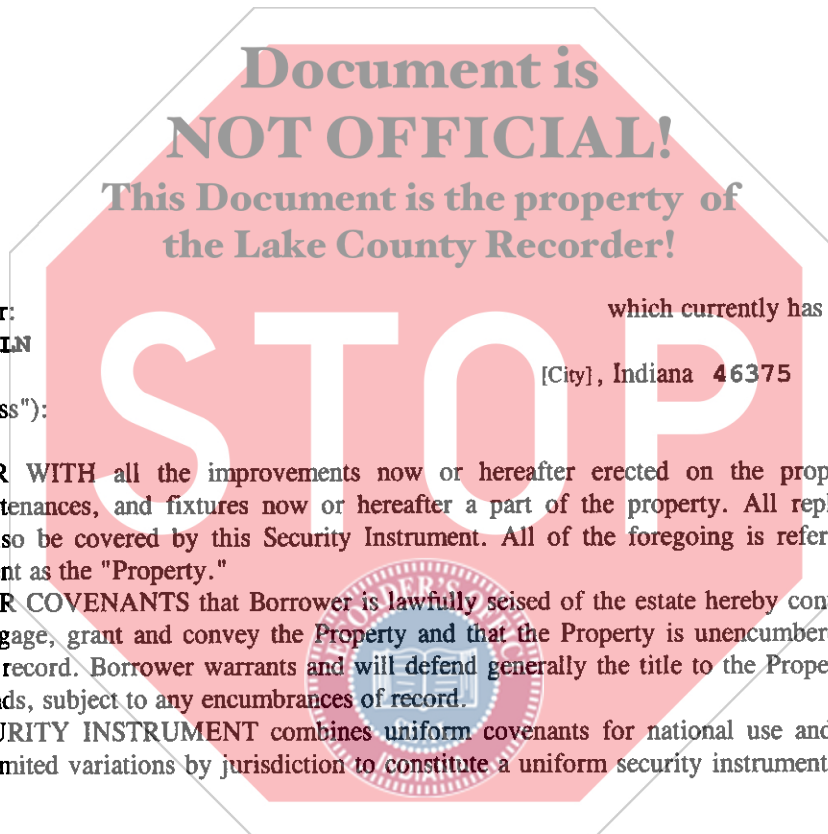 Document is
NOT OFFICIAL!
This Document is the property of
the Lake County Recorder!
r: which currently has
LN
[City], Indiana 46375
ss"):
STOP
R WITH all the improvements now or hereafter erected on the prop
tenances, and fixtures now or hereafter a part of the property. All repl
so be covered by this Security Instrument. All of the foregoing is refer
nt as the "Property."
R COVENANTS that Borrower is lawfully seised of the estate hereby con
gage, grant and convey the Property and that the Property is unencumber
record. Borrower warrants and will defend generally the title to the Prope
ds, subject to any encumbrances of record.
URITY INSTRUMENT combines uniform covenants for national use and
mited variations by jurisdiction to constitute a uniform security instrument